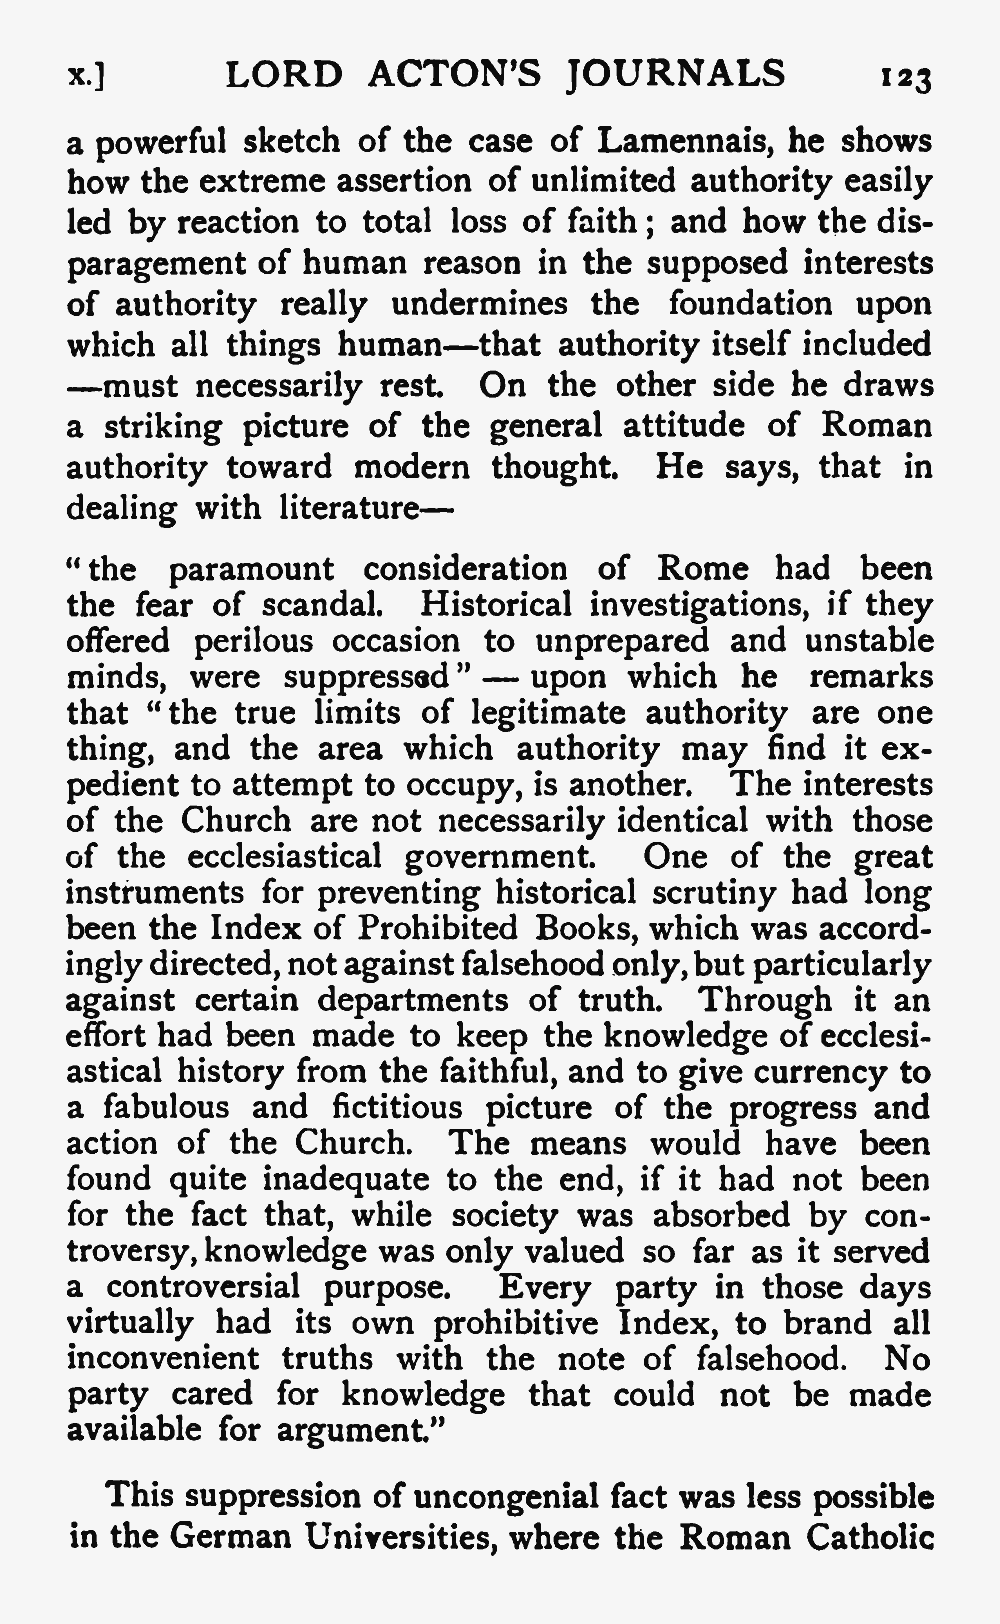 x.] LORD ACTON'S JOURNALS 123
a powerful sketch of the case of Lamennais, he shows
how the extreme assertion of unlimited authority easily
led by reaction to total loss of faith; and how the dis-
paragement of human reason in the supposed interests
of authority really undermines the foundation upon
which all things human—that authority itself included
—must necessarily rest. On the other side he draws
a striking picture of the general attitude of Roman
authority toward modern thought. He says, that in
dealing with literature—
"the paramount consideration of Rome had been
the fear of scandal. Historical investigations, if they
offered perilous occasion to unprepared and unstable
minds, were suppressed" — upon which he remarks
that "the true limits of legitimate authority are one
thing, and the area which authority may find it ex-
pedient to attempt to occupy, is another. The interests
of the Church are not necessarily identical with those
of the ecclesiastical government. One of the great
instruments for preventing historical scrutiny had long
been the Index of Prohibited Books, which was accord-
ingly directed, not against falsehood only, but particularly
against certain departments of truth. Through it an
effort had been made to keep the knowledge of ecclesi-
astical history from the faithful, and to give currency to
a fabulous and fictitious picture of the progress and
action of the Church. The means would have been
found quite inadequate to the end, if it had not been
for the fact that, while society was absorbed by con-
troversy, knowledge was only valued so far as it served
a controversial purpose. Every party in those days
virtually had its own prohibitive Index, to brand all
inconvenient truths with the note of falsehood. No
party cared for knowledge that could not be made
available for argument."
This suppression of uncongenial fact was less possible
in the German Universities, where the Roman Catholic